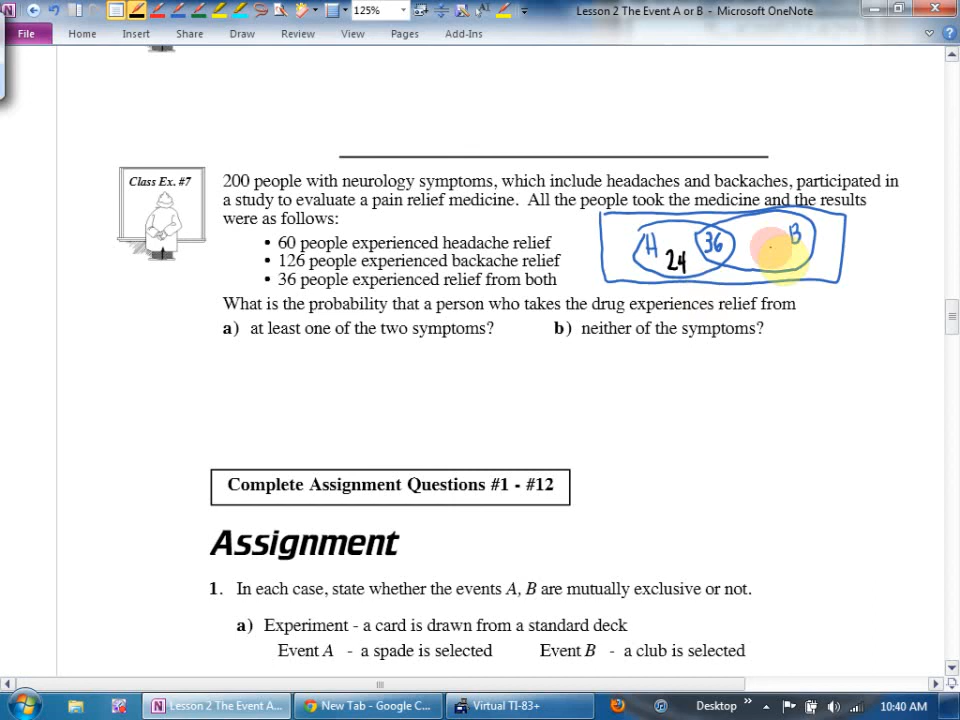 125%
Lesson 2 The Event A or B - Microsoft OneNote
File Home Insert Share Draw Review View Pages Add-Ins
Class Ex. #7
200 people with neurology symptoms, which include headaches and backaches, participated in
a study to evaluate a pain relief medicine. All the people took the medicine and the results
were as follows:
• 60 people experienced headache relief
• 126 people experienced backache relief
• 36 people experienced relief from both
H 24 36 B
What is the probability that a person who takes the drug experiences relief from
a) at least one of the two symptoms? b) neither of the symptoms?
Complete Assignment Questions #1 - #12
Assignment
1. In each case, state whether the events A, B are mutually exclusive or not.
a) Experiment - a card is drawn from a standard deck
Event A - a spade is selected Event B - a club is selected
Lesson 2 The Event A... New Tab - Google C... Virtual TI-83+ Desktop » 10:40 AM